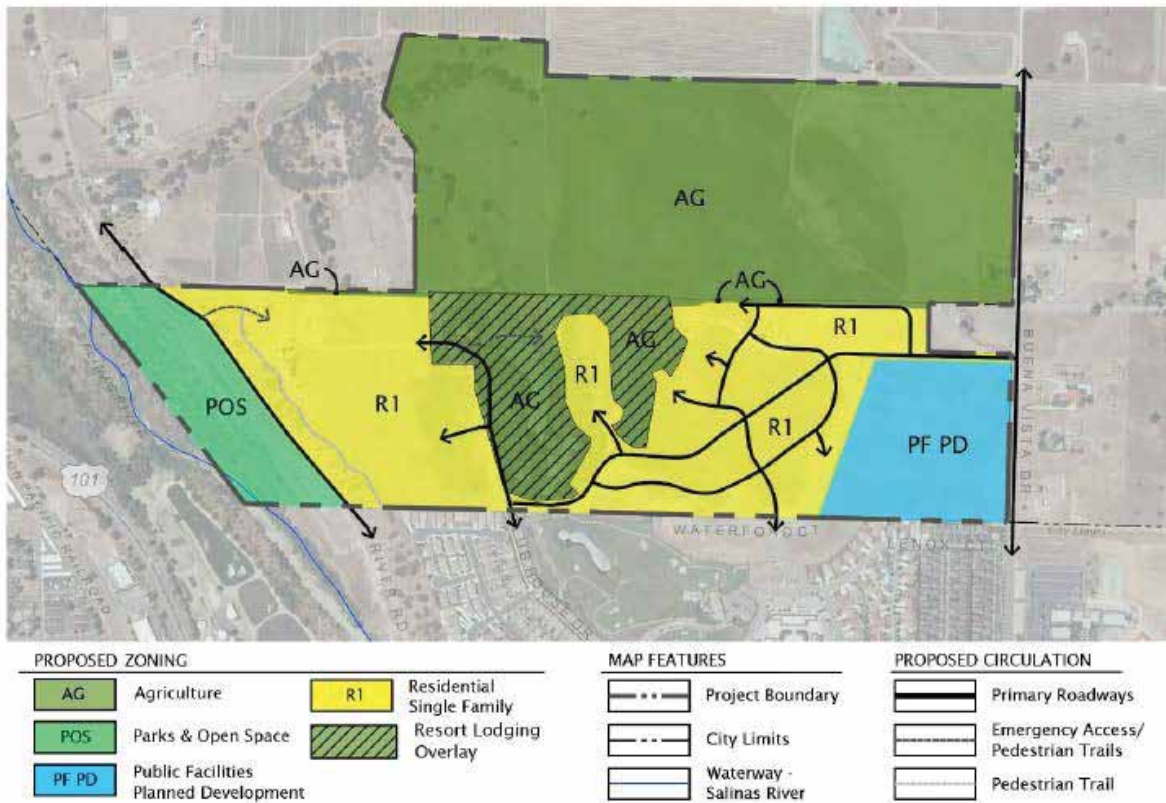 AG
AG
AG
BUENA VISTA DR
R1
AG
R1
POS
R1
AG
R1
PF PD
101
WATERFORD CT
LENOX CT
City Limits
RIVER RD
PROPOSED ZONING
AG Agriculture
R1 Residential
Single Family
POS Parks & Open Space
Resort Lodging
Overlay
PF PD Public Facilities
Planned Development
MAP FEATURES
Project Boundary
City Limits
Waterway -
Salinas River
PROPOSED CIRCULATION
Primary Roadways
Emergency Access/
Pedestrian Trails
Pedestrian Trail